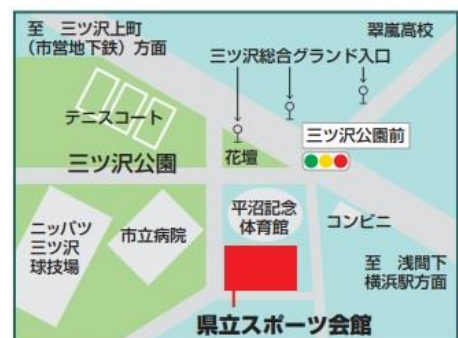 至 三ツ沢上町
(市営地下鉄)方面
翠嵐高校
三ツ沢総合グランド入口
テニスコート
三ツ沢公園前
花壇
三ツ沢公園
平沼記念
体育館
コンビニ
ニッパツ
三ツ沢
球技場
市立病院
至 浅間下
横浜駅方面
県立スポーツ会館